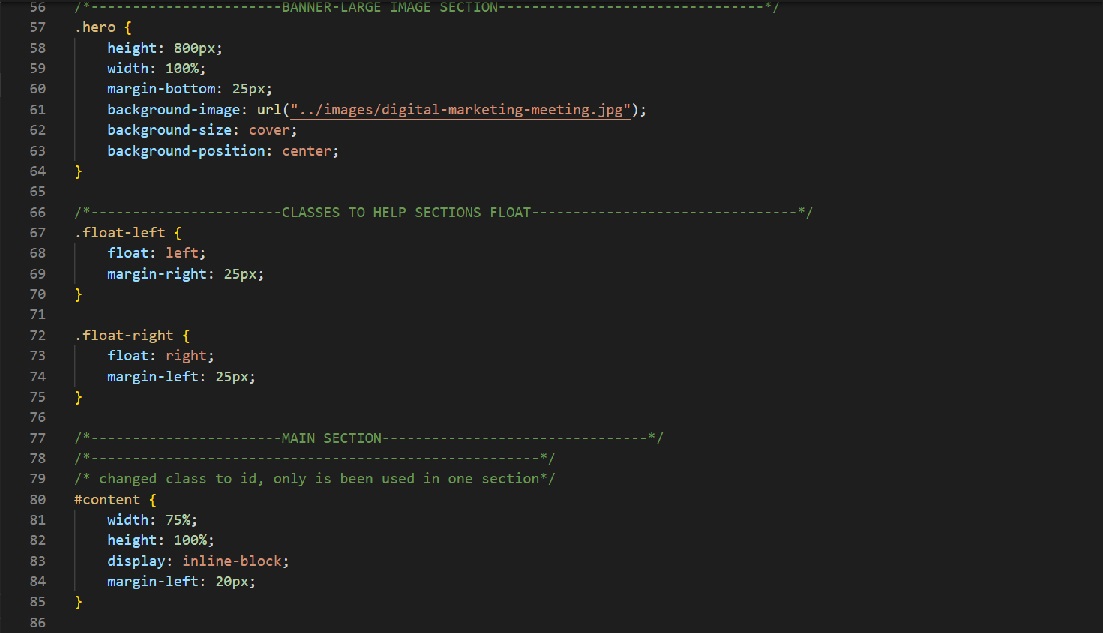 56 /*-----------------------BANNER-LARGE IMAGE SECTION--------------------------------*/
57 .hero {
58     height: 800px;
59     width: 100%;
60     margin-bottom: 25px;
61     background-image: url("../images/digital-marketing-meeting.jpg");
62     background-size: cover;
63     background-position: center;
64 }
65
66 /*-----------------------CLASSES TO HELP SECTIONS FLOAT--------------------------------*/
67 .float-left {
68     float: left;
69     margin-right: 25px;
70 }
71
72 .float-right {
73     float: right;
74     margin-left: 25px;
75 }
76
77 /*-----------------------MAIN SECTION--------------------------------*/
78 /*------------------------------------------------------*/
79 /* changed class to id, only is been used in one section*/
80 #content {
81     width: 75%;
82     height: 100%;
83     display: inline-block;
84     margin-left: 20px;
85 }
86